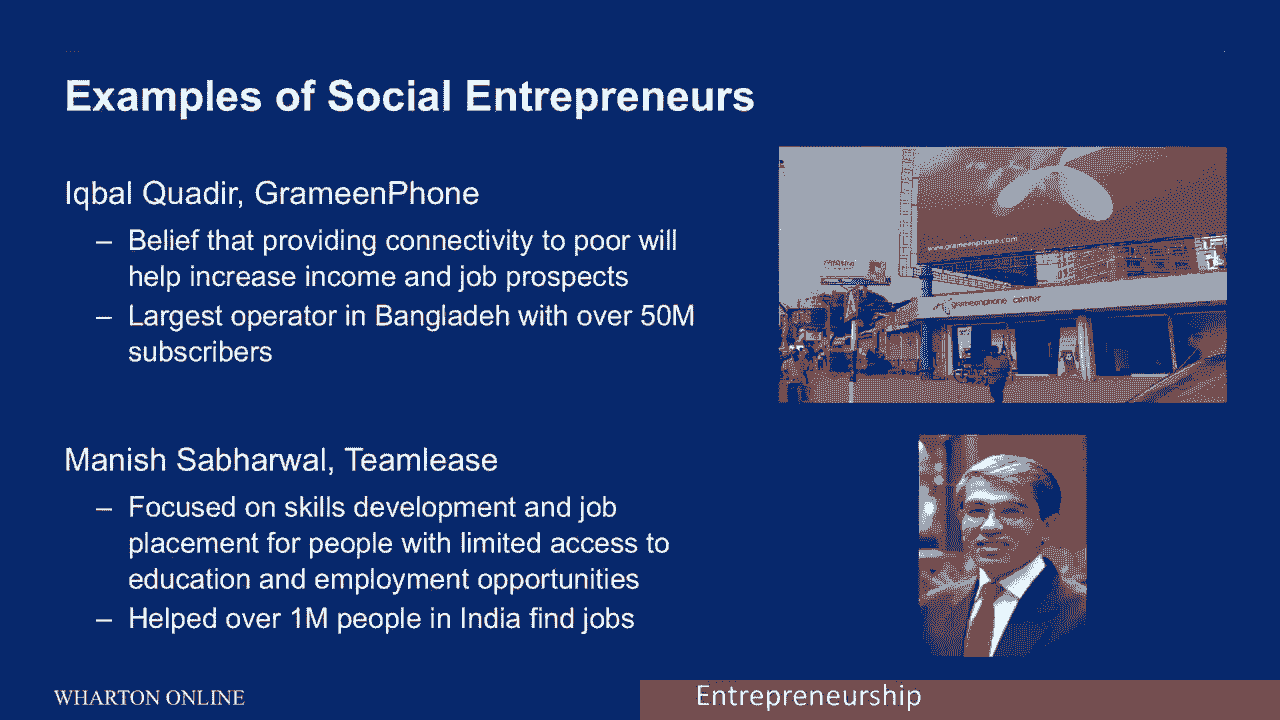 Examples of Social Entrepreneurs
Iqbal Quadir, GrameenPhone
– Belief that providing connectivity to poor will
help increase income and job prospects
– Largest operator in Bangladeh with over 50M
subscribers
www.grameenphone.com
grameenphone center
Manish Sabharwal, Teamlease
– Focused on skills development and job
placement for people with limited access to
education and employment opportunities
– Helped over 1M people in India find jobs
WHARTON ONLINE
Entrepreneurship